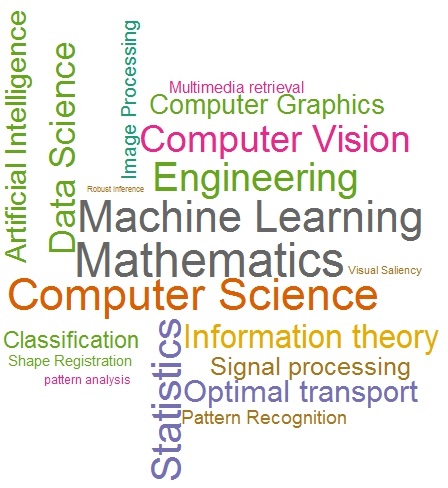 Artificial Intelligence
Data Science
Image Processing
Multimedia retrieval
Computer Graphics
Computer Vision
Robust Inference
Engineering
Machine Learning
Mathematics
Visual Saliency
Computer Science
Classification
Shape Registration
pattern analysis
Statistics
Information theory
Signal processing
Optimal transport
Pattern Recognition